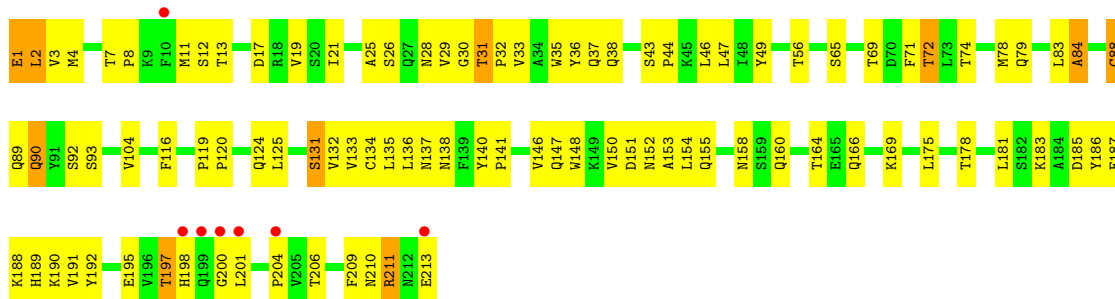 E1 L2 V3 M4 T7 P8 K9 F10 M11 S12 T13 D17 R18 V19 S20 I21 A25 S26 Q27 N28 V29 G30 T31 P32 V33 A34 W35 Y36 Q37 Q38 S43 P44 K45 L46 L47 I48 Y49 T56 S65 T69 D70 F71 T72 L73 T74 M78 Q79 L83 A84
Q89 Q90 Y91 S92 S93 V104 F116 P119 P120 Q124 L125 S131 V132 V133 C134 L135 L136 N137 N138 F139 Y140 P141 V146 Q147 W148 K149 V150 D151 N152 A153 L154 Q155 N158 S159 Q160 T164 E165 Q166 K169 L175 T178 L181 S182 K183 A184 D185 Y186
K188 H189 K190 V191 Y192 E195 V196 T197 H198 Q199 G200 L201 P204 V205 T206 F209 N210 R211 N212 E213